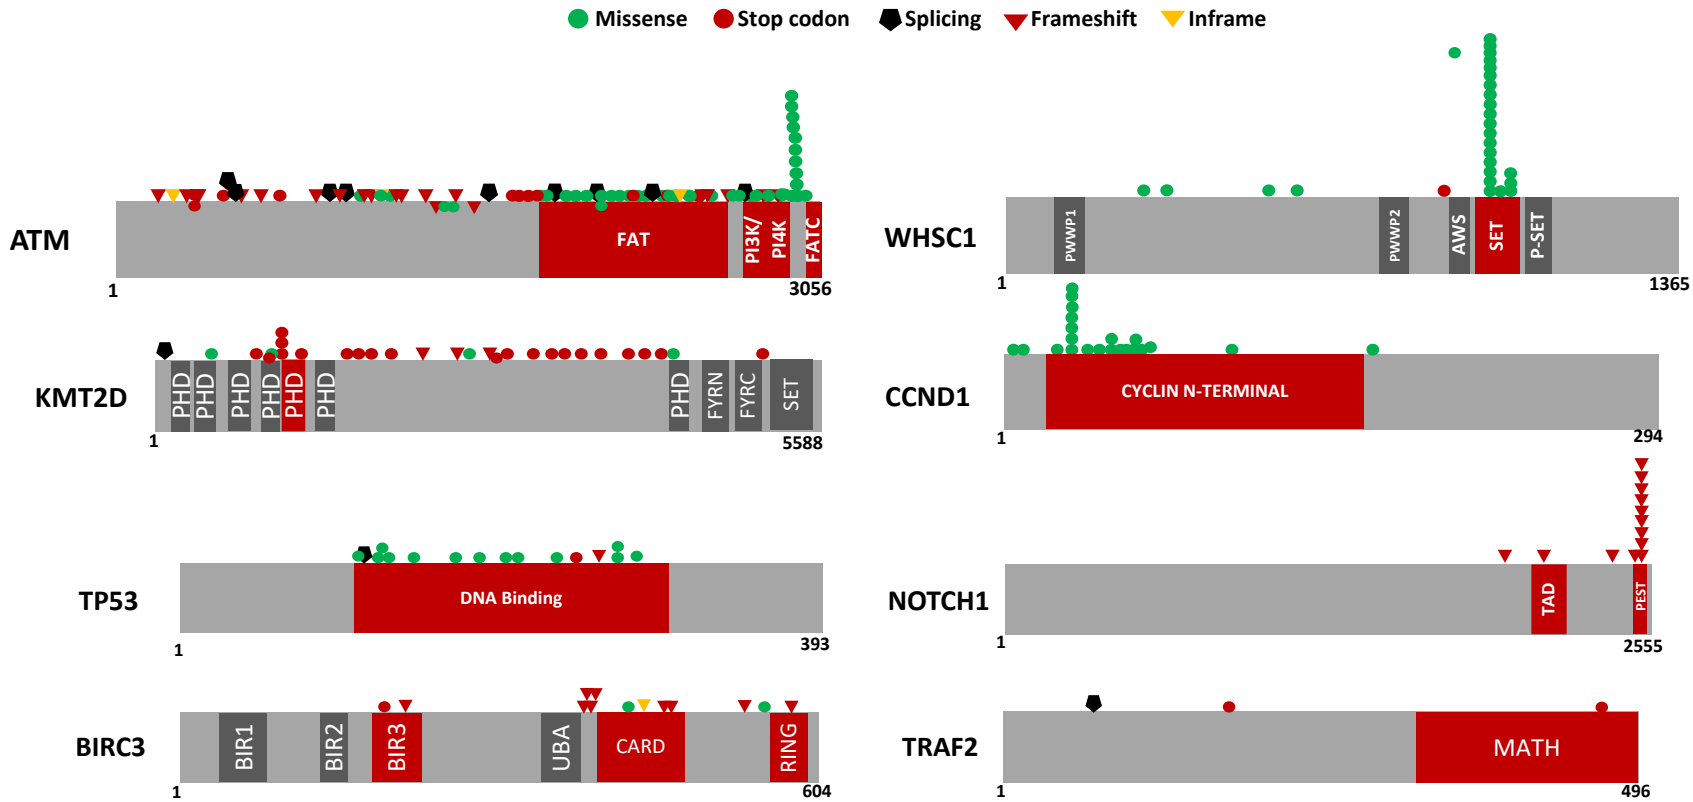 Missense Stop codon Splicing Frameshift Inframe
ATM
FAT
PI3K/
PI4K
FATC
1
3056
WHSC1
PWWP1
PWWP2
AWS
SET
P-SET
1
1365
KMT2D
PHD
PHD
PHD
PHD
PHD
PHD
PHD
FYRN
FYRC
SET
1
5588
CCND1
CYCLIN N-TERMINAL
1
294
TP53
DNA Binding
1
393
NOTCH1
TAD
PEST
1
2555
BIRC3
BIR1
BIR2
BIR3
UBA
CARD
RING
1
604
TRAF2
MATH
1
496